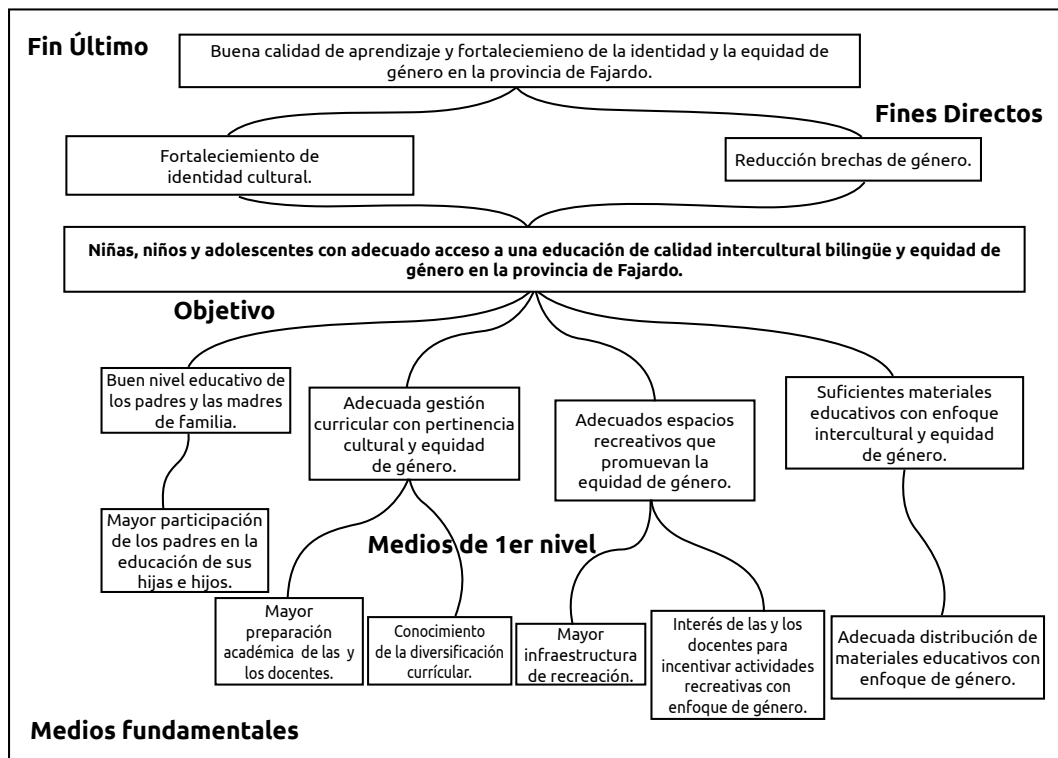 Fin Último
Buena calidad de aprendizaje y fortaleciemieno de la identidad y la equidad de
género en la provincia de Fajardo.
Fines Directos
Fortaleciemiento de
identidad cultural.
Reducción brechas de género.
Niñas, niños y adolescentes con adecuado acceso a una educación de calidad intercultural bilingüe y equidad de
género en la provincia de Fajardo.
Objetivo
Buen nivel educativo de
los padres y las madres
de familia.
Adecuada gestión
curricular con pertinencia
cultural y equidad
de género.
Adecuados espacios
recreativos que
promuevan la
equidad de género.
Suficientes materiales
educativos con enfoque
intercultural y equidad
de género.
Mayor participación
de los padres en la
educación de sus
hijas e hijos.
Medios de 1er nivel
Mayor
preparación
académica de las y
los docentes.
Conocimiento
de la diversificación
currícular.
Mayor
infraestructura
de recreación.
Interés de las y los
docentes para
incentivar actividades
recreativas con
enfoque de género.
Adecuada distribución de
materiales educativos con
enfoque de género.
Medios fundamentales